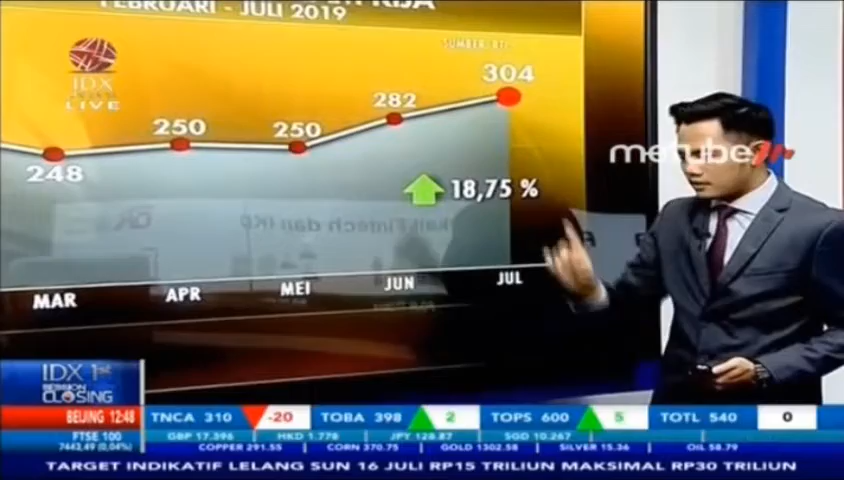 FEBRUARI - JULI 2019
IDX
LIVE
metube
304
282
250
250
248
18,75 %
MAR APR MEI JUN JUL
IDX 1st
SESSION
CLOSING
BEIJING 12:48
TNCA 310 -20 TOBA 398 2 TOPS 600 5 TOTL 540 0
FTSE 100
7443,49 (0,04%)
GBP 17.396 HKD 1.778 JPY 128.87 SGD 10.267
COPPER 291.55 CORN 370.75 GOLD 1302.58 SILVER 15.36 OIL 58.79
TARGET INDIKATIF LELANG SUN 16 JULI RP15 TRILIUN MAKSIMAL RP30 TRILIUN